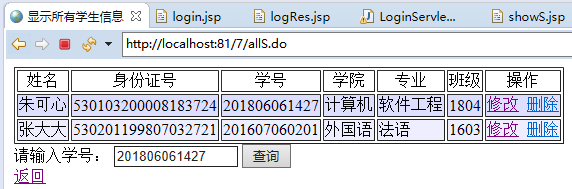 显示所有学生信息 login.jsp logRes.jsp LoginServle... showS.jsp
http://localhost:81/7/allS.do
姓名 身份证号 学号 学院 专业 班级 操作
朱可心 530103200008183724 201806061427 计算机 软件工程 1804 修改 删除
张大大 530201199807032721 201607060201 外国语 法语 1603 修改 删除
请输入学号： 201806061427 查询
返回